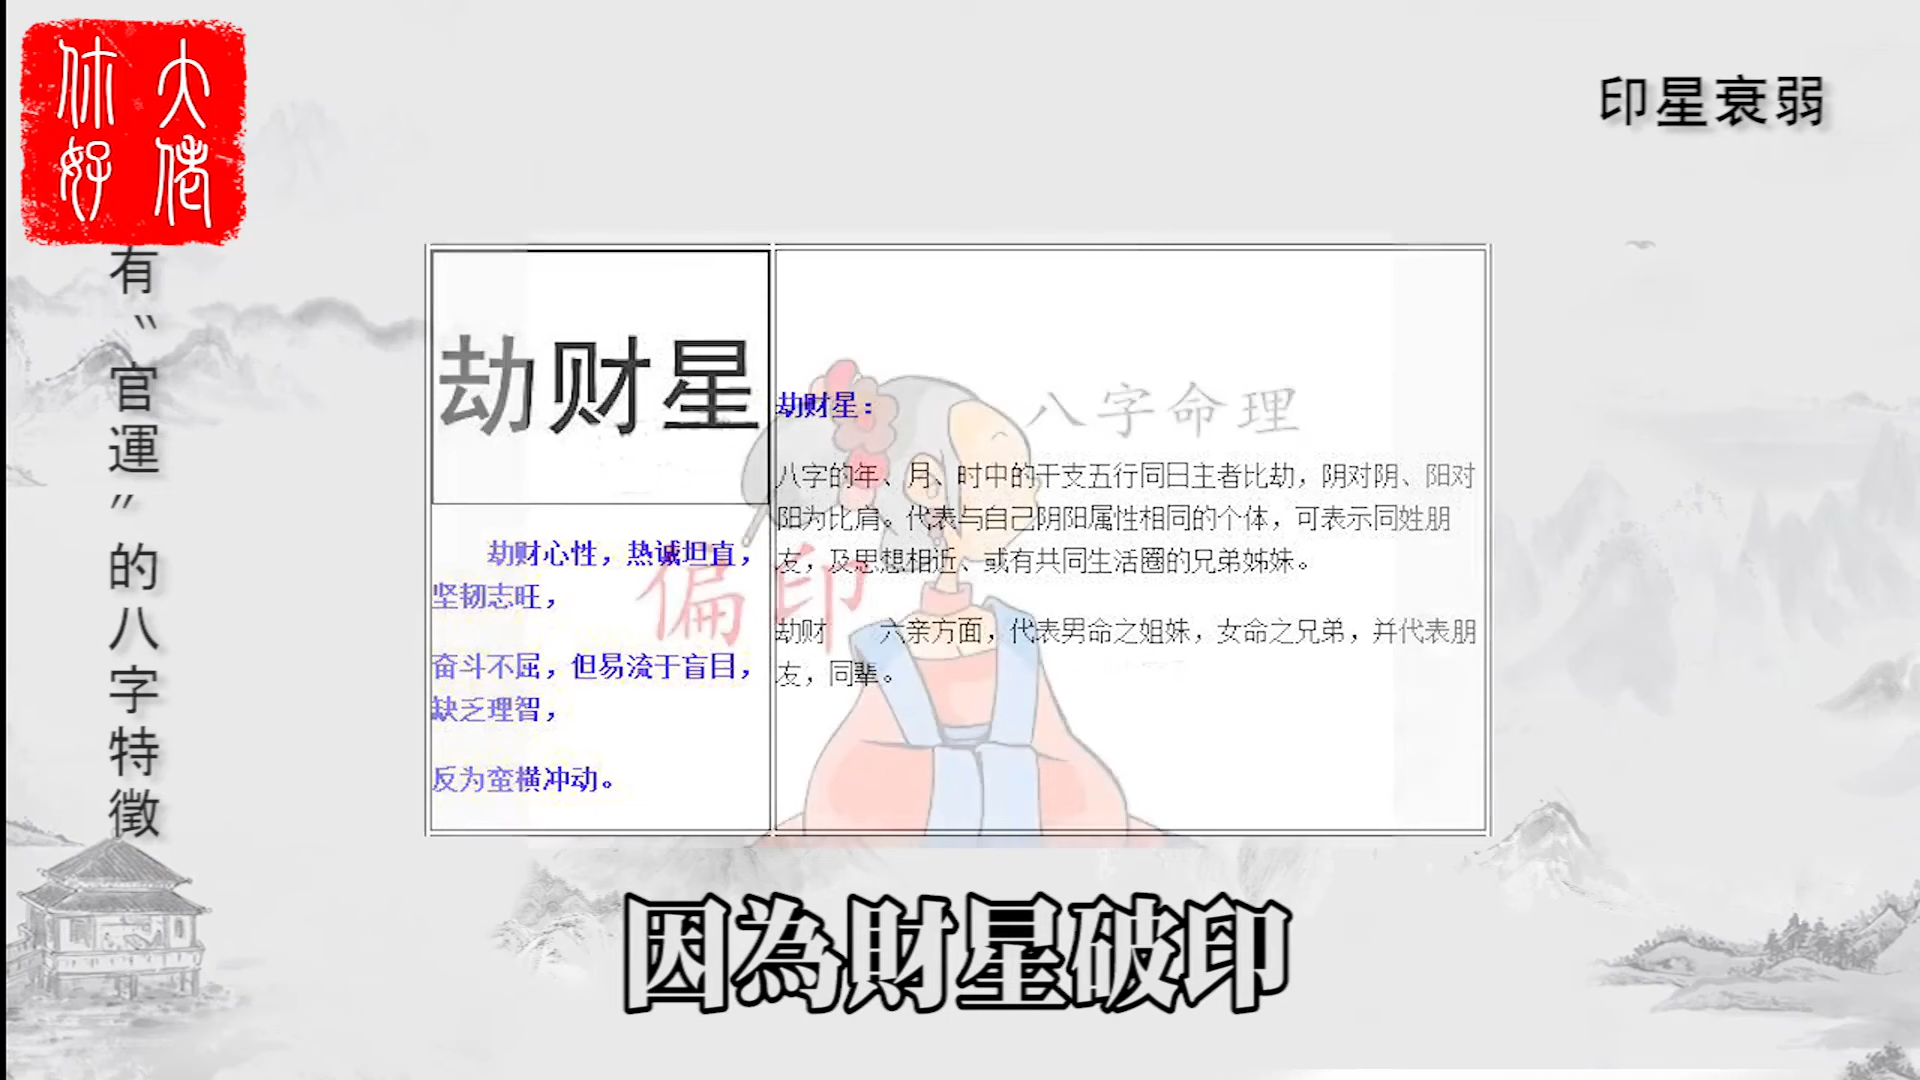 大佬
你好
印星衰弱
有“官運”的八字特徵
劫财星
劫财心性，热诚坦直，
坚韧志旺，
奋斗不屈，但易流于盲目，
缺乏理智，
反为蛮横冲动。
劫财星：
八字的年、月、时中的干支五行同日主者比劫，阴对阴、阳对
阳为比肩。代表与自己阴阳属性相同的个体，可表示同姓朋
友，及思想相近、或有共同生活圈的兄弟姊妹。
劫财 六亲方面，代表男命之姐妹，女命之兄弟，并代表朋
友，同辈。
八字命理
偏印
因為財星破印